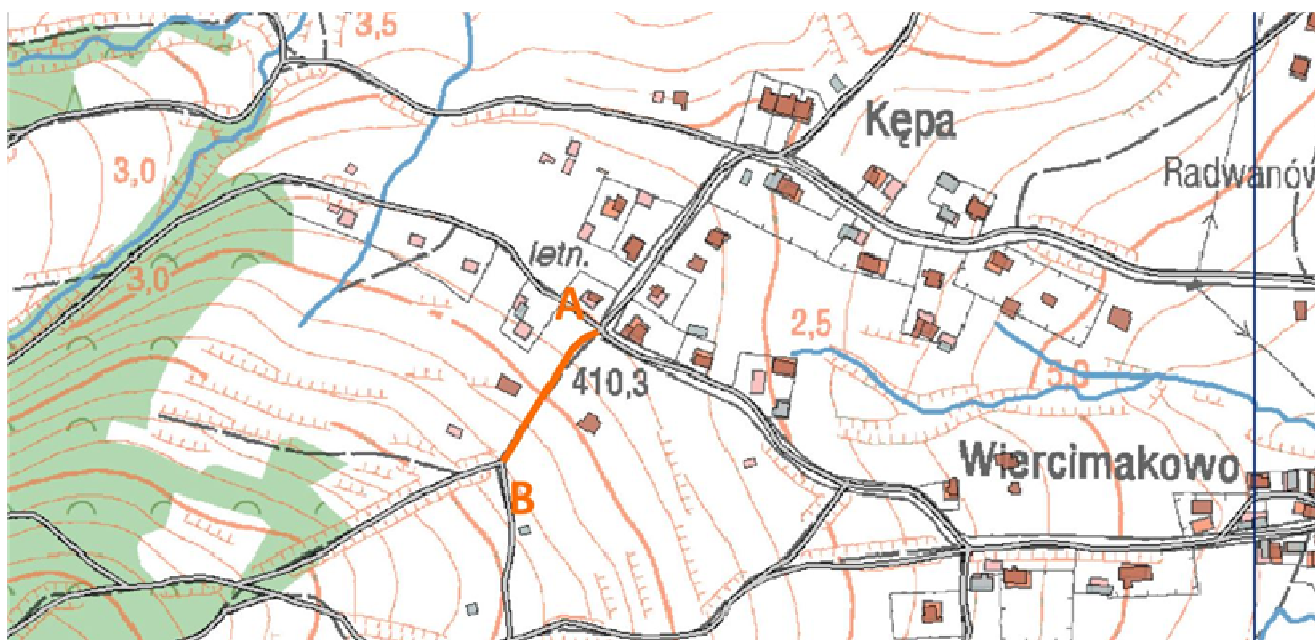 3,5
Kępa
3,0
Radwanów
letn.
3,0
A
2,5
410,3
5,0
Wiercimakowo
B